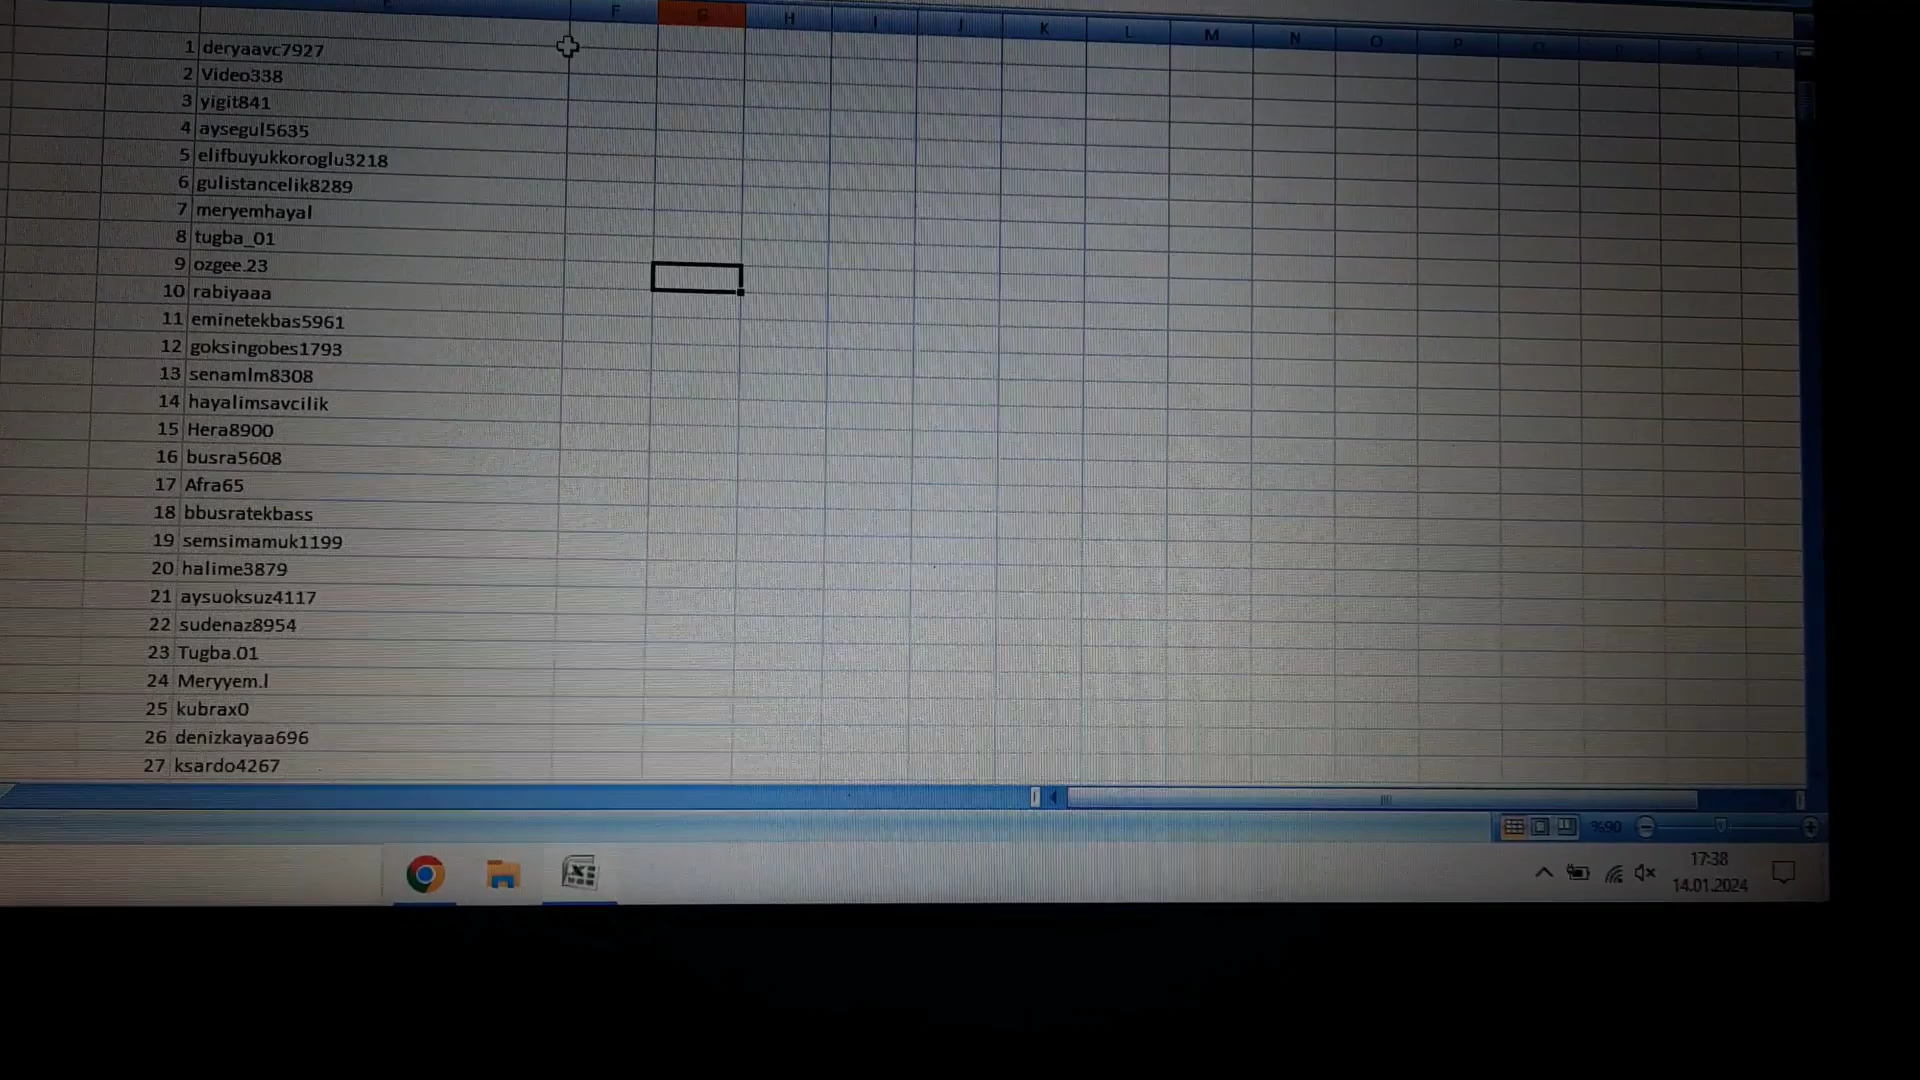 E F G H I J K L M N O P Q R S T
1 deryaavc7927
2 Video338
3 yigit841
4 aysegul5635
5 elifbuyukkoroglu3218
6 gulistancelik8289
7 meryemhayal
8 tugba_01
9 ozgee.23
10 rabiyaaa
11 eminetekbas5961
12 goksingobes1793
13 senamlm8308
14 hayalimsavcilik
15 Hera8900
16 busra5608
17 Afra65
18 bbusratekbass
19 semsimamuk1199
20 halime3879
21 aysuoksuz4117
22 sudenaz8954
23 Tugba.01
24 Meryyem.l
25 kubrax0
26 denizkayaa696
27 ksardo4267
%90
17:38
14.01.2024